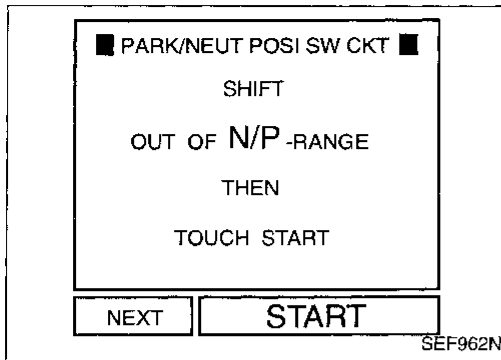 ■ PARK/NEUT POSI SW CKT ■
SHIFT
OUT OF N/P -RANGE
THEN
TOUCH START
NEXT START
SEF962N